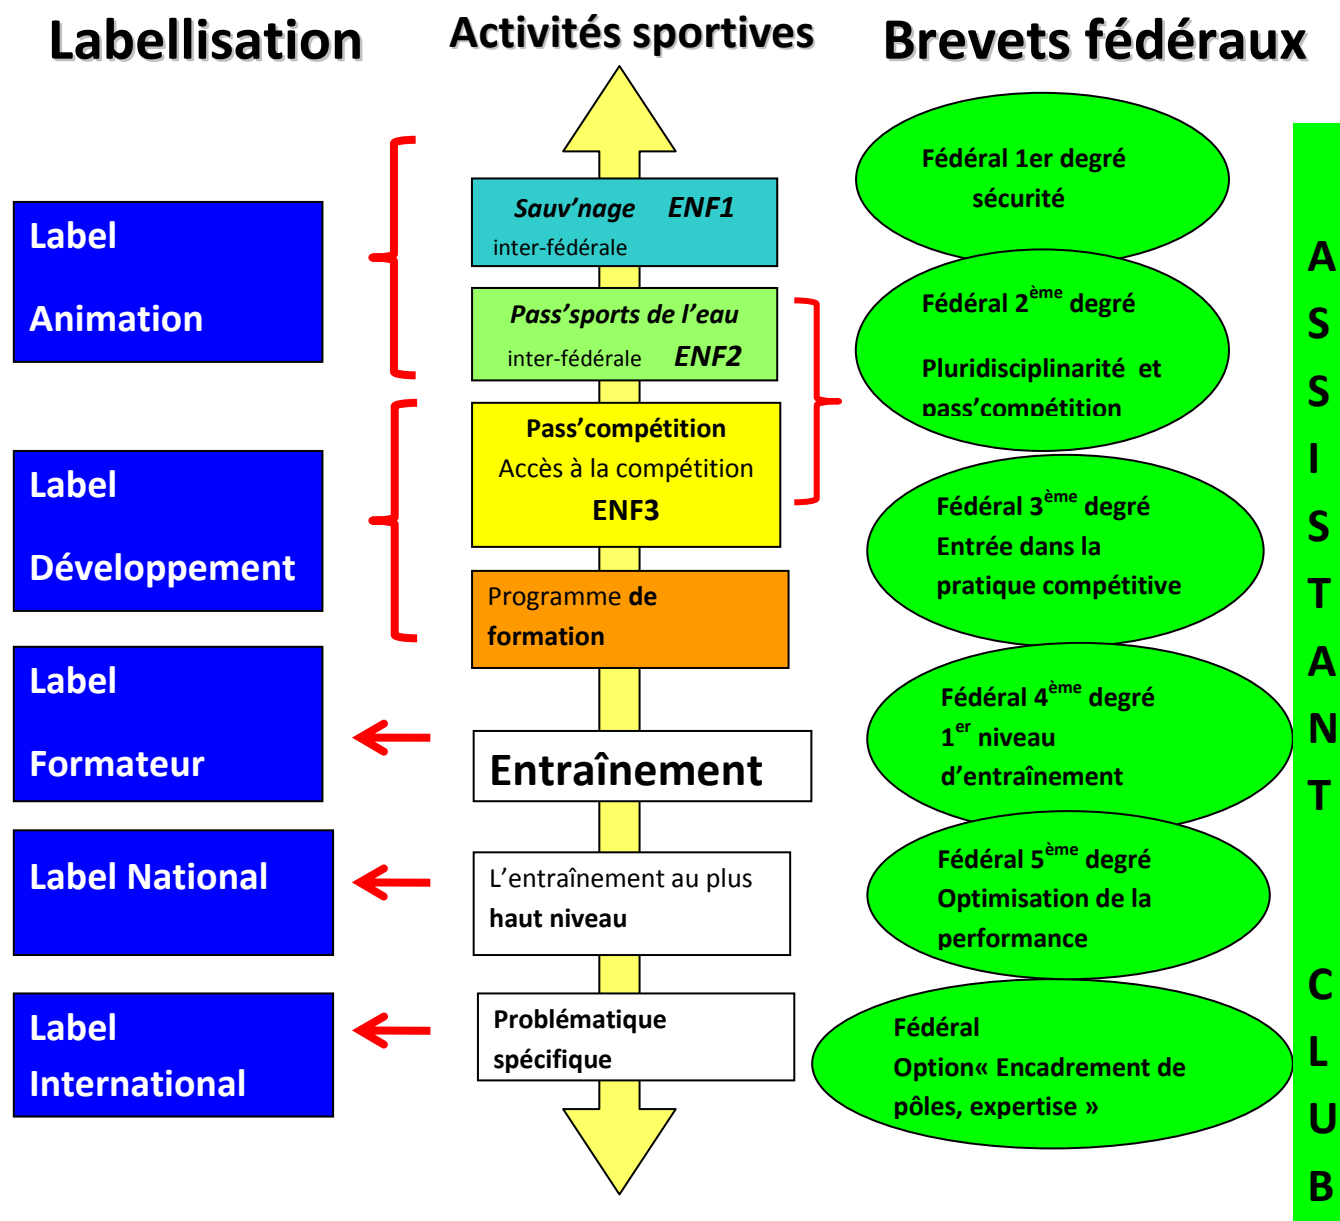 Labellisation
Activités sportives
Brevets fédéraux
Label
Animation
Label
Développement
Label
Formateur
Label National
Label
International
Sauv’nage ENF1
inter-fédérale
Pass’sports de l’eau
inter-fédérale ENF2
Pass’compétition
Accès à la compétition
ENF3
Programme de
formation
Entraînement
L’entraînement au plus
haut niveau
Problématique
spécifique
Fédéral 1er degré
sécurité
Fédéral 2ème degré
Pluridisciplinarité et
pass’compétition
Fédéral 3ème degré
Entrée dans la
pratique compétitive
Fédéral 4ème degré
1er niveau
d’entraînement
Fédéral 5ème degré
Optimisation de la
performance
Fédéral
Option« Encadrement de
pôles, expertise »
ASSISTANT CLUB